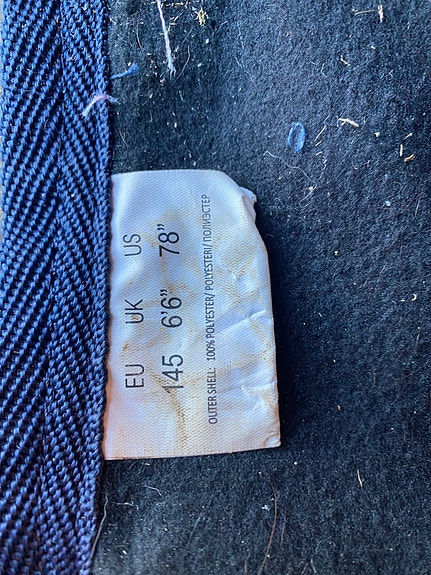 EU UK US
145 6'6" 78"
OUTER SHELL: 100% POLYESTER/ POLYESTER/ ПОЛИЭСТЕР